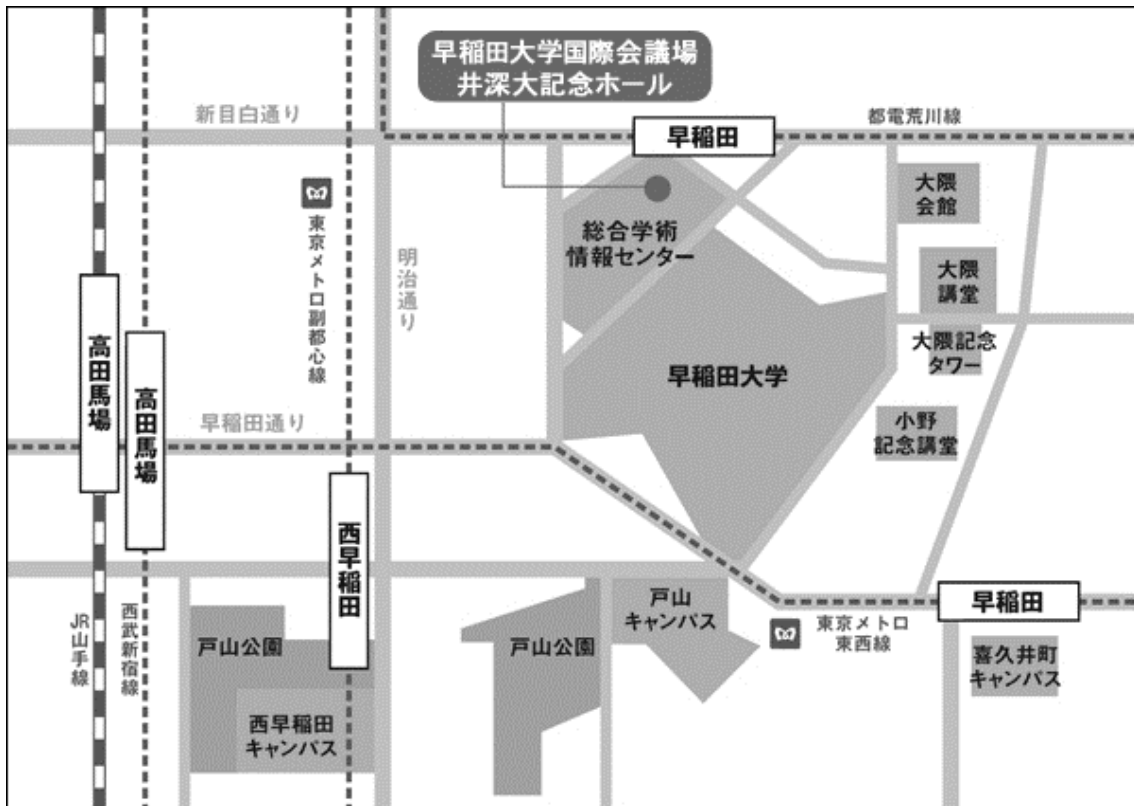 早稲田大学国際会議場
井深大記念ホール
新目白通り
早稲田
都電荒川線
東京メトロ副都心線
明治通り
総合学術
情報センター
大隈
会館
大隈
講堂
大隈記念
タワー
高田馬場
高田馬場
早稲田大学
早稲田通り
小野
記念講堂
西早稲田
JR山手線
西武新宿線
戸山公園
西早稲田
キャンパス
戸山公園
戸山
キャンパス
東京メトロ
東西線
早稲田
喜久井町
キャンパス